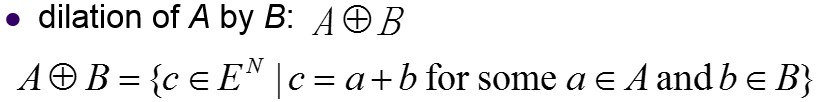 • dilation of A by B: A ⊕ B
A ⊕ B = {c ∈ E^N | c = a + b for some a ∈ A and b ∈ B}